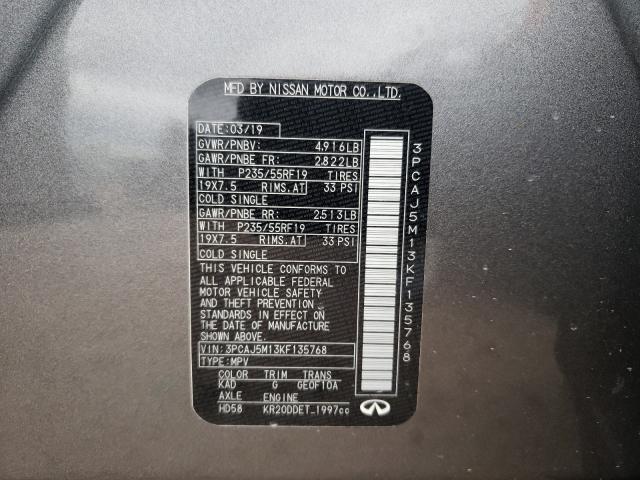 MFD BY NISSAN MOTOR CO.,LTD.
DATE: 03/19
GVWR/PNBV: 4,916LB
GAWR/PNBE FR: 2,822LB
WITH P235/55RF19 TIRES
19X7.5 RIMS.AT 33 PSI
COLD SINGLE
GAWR/PNBE RR: 2,513LB
WITH P235/55RF19 TIRES
19X7.5 RIMS.AT 33 PSI
COLD SINGLE
THIS VEHICLE CONFORMS TO
ALL APPLICABLE FEDERAL
MOTOR VEHICLE SAFETY
AND THEFT PREVENTION
STANDARDS IN EFFECT ON
THE DATE OF MANUFACTURE
SHOWN ABOVE.
VIN: 3PCAJ5M13KF135768
TYPE: MPV
COLOR TRIM TRANS
KAD G GE0F10A
AXLE ENGINE
HD58 KR20DDET 1997cc
3PCAJ5M13KF135768